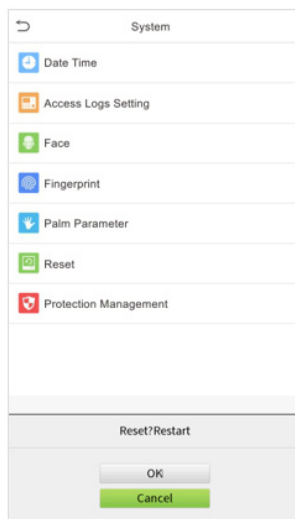 System
Date Time
Access Logs Setting
Face
Fingerprint
Palm Parameter
Reset
Protection Management
Reset?Restart
OK
Cancel